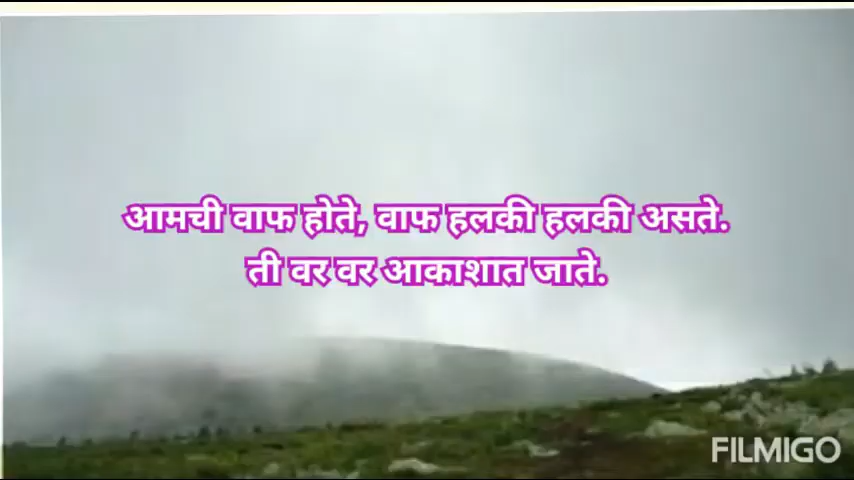 आमची वाफ होते, वाफ हलकी हलकी असते.
ती वर वर आकाशात जाते.
FILMIGO